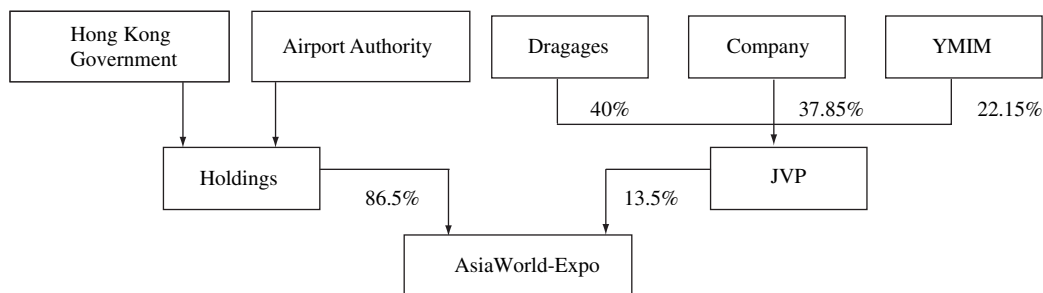 Hong Kong
Government
Airport Authority
Dragages
Company
YMIM
40%
37.85%
22.15%
Holdings
JVP
86.5%
13.5%
AsiaWorld-Expo